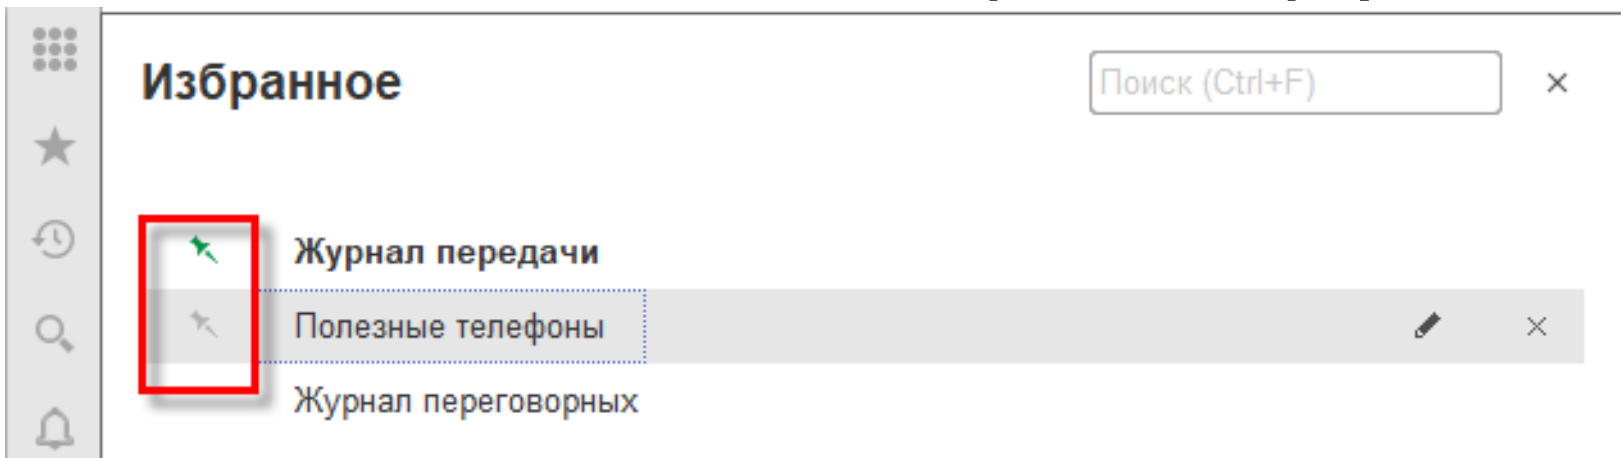 Избранное
Поиск (Ctrl+F)
Журнал передачи
Полезные телефоны
Журнал переговорных